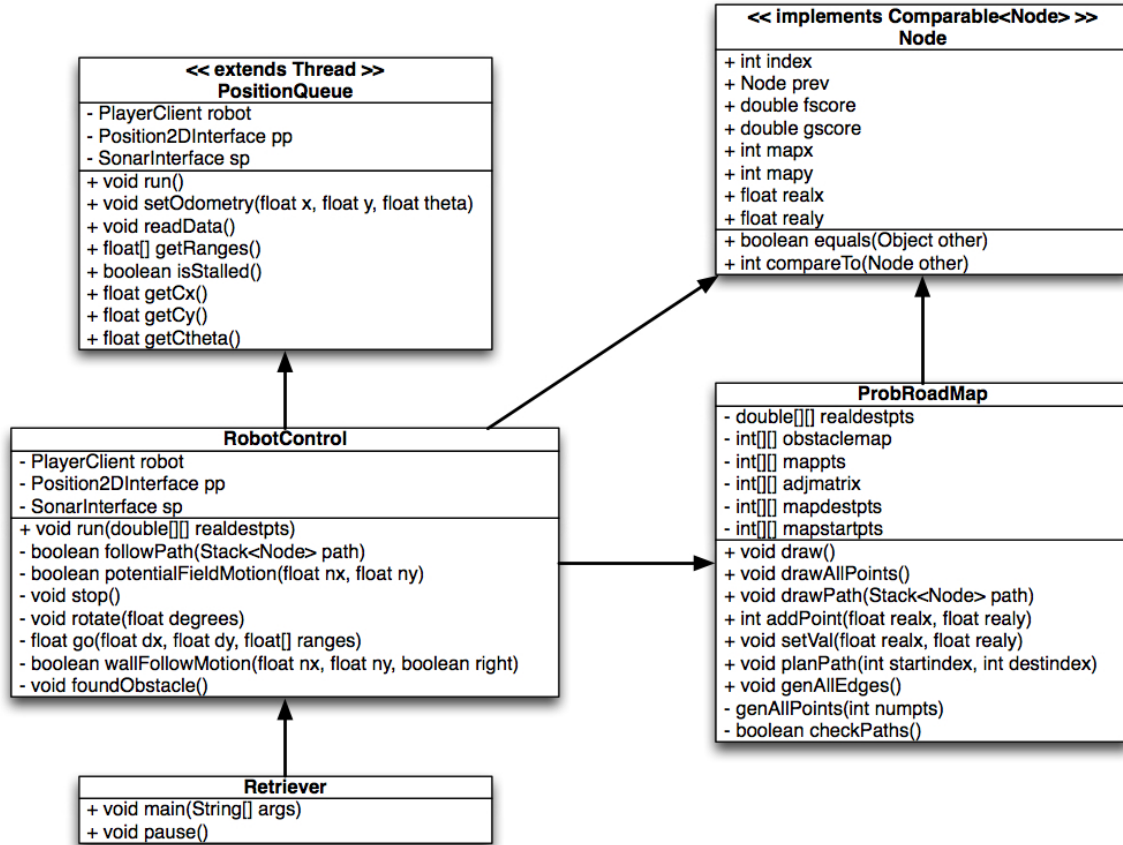 << extends Thread >>
PositionQueue
- PlayerClient robot
- Position2DInterface pp
- SonarInterface sp
+ void run()
+ void setOdometry(float x, float y, float theta)
+ void readData()
+ float[] getRanges()
+ boolean isStalled()
+ float getCx()
+ float getCy()
+ float getCtheta()
<< implements Comparable<Node> >>
Node
+ int index
+ Node prev
+ double fscore
+ double gscore
+ int mapx
+ int mapy
+ float realx
+ float realy
+ boolean equals(Object other)
+ int compareTo(Node other)
RobotControl
- PlayerClient robot
- Position2DInterface pp
- SonarInterface sp
+ void run(double[][] realdestpts)
- boolean followPath(Stack<Node> path)
- boolean potentialFieldMotion(float nx, float ny)
- void stop()
- void rotate(float degrees)
- float go(float dx, float dy, float[] ranges)
- boolean wallFollowMotion(float nx, float ny, boolean right)
- void foundObstacle()
ProbRoadMap
- double[][] realdestpts
- int[][] obstaclemap
- int[][] mappts
- int[][] adjmatrix
- int[][] mapdestpts
- int[][] mapstartpts
+ void draw()
+ void drawAllPoints()
+ void drawPath(Stack<Node> path)
+ int addPoint(float realx, float realy)
+ void setVal(float realx, float realy)
+ void planPath(int startindex, int destindex)
+ void genAllEdges()
- genAllPoints(int numpts)
- boolean checkPaths()
Retriever
+ void main(String[] args)
+ void pause()